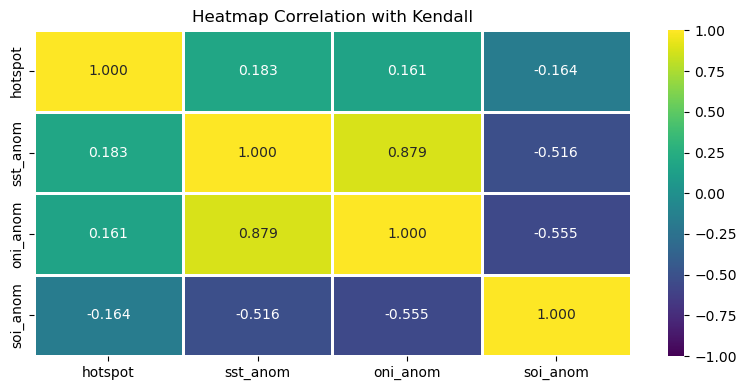 Heatmap Correlation with Kendall
hotspot 1.000 0.183 0.161 -0.164
sst_anom 0.183 1.000 0.879 -0.516
oni_anom 0.161 0.879 1.000 -0.555
soi_anom -0.164 -0.516 -0.555 1.000
hotspot sst_anom oni_anom soi_anom
1.00
0.75
0.50
0.25
0.00
-0.25
-0.50
-0.75
-1.00